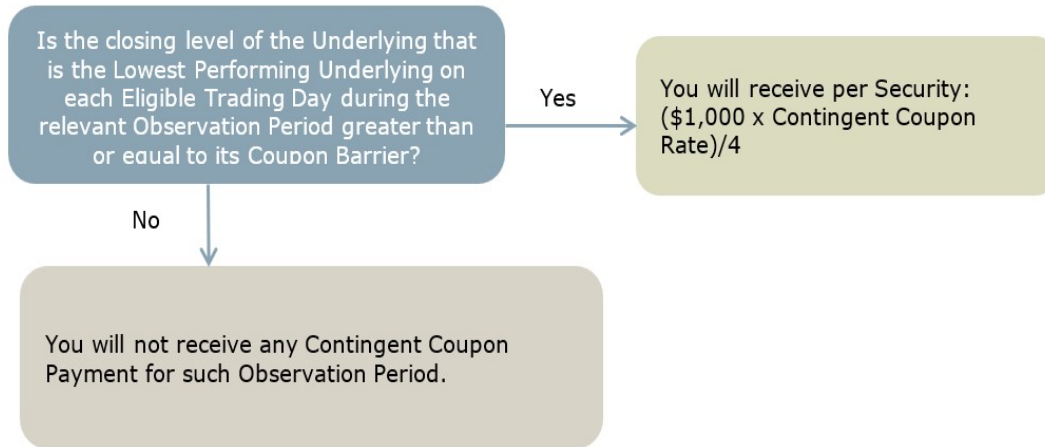 Is the closing level of the Underlying that
is the Lowest Performing Underlying on
each Eligible Trading Day during the
relevant Observation Period greater than
or equal to its Coupon Barrier?
Yes
You will receive per Security:
($1,000 x Contingent Coupon
Rate)/4
No
You will not receive any Contingent Coupon
Payment for such Observation Period.